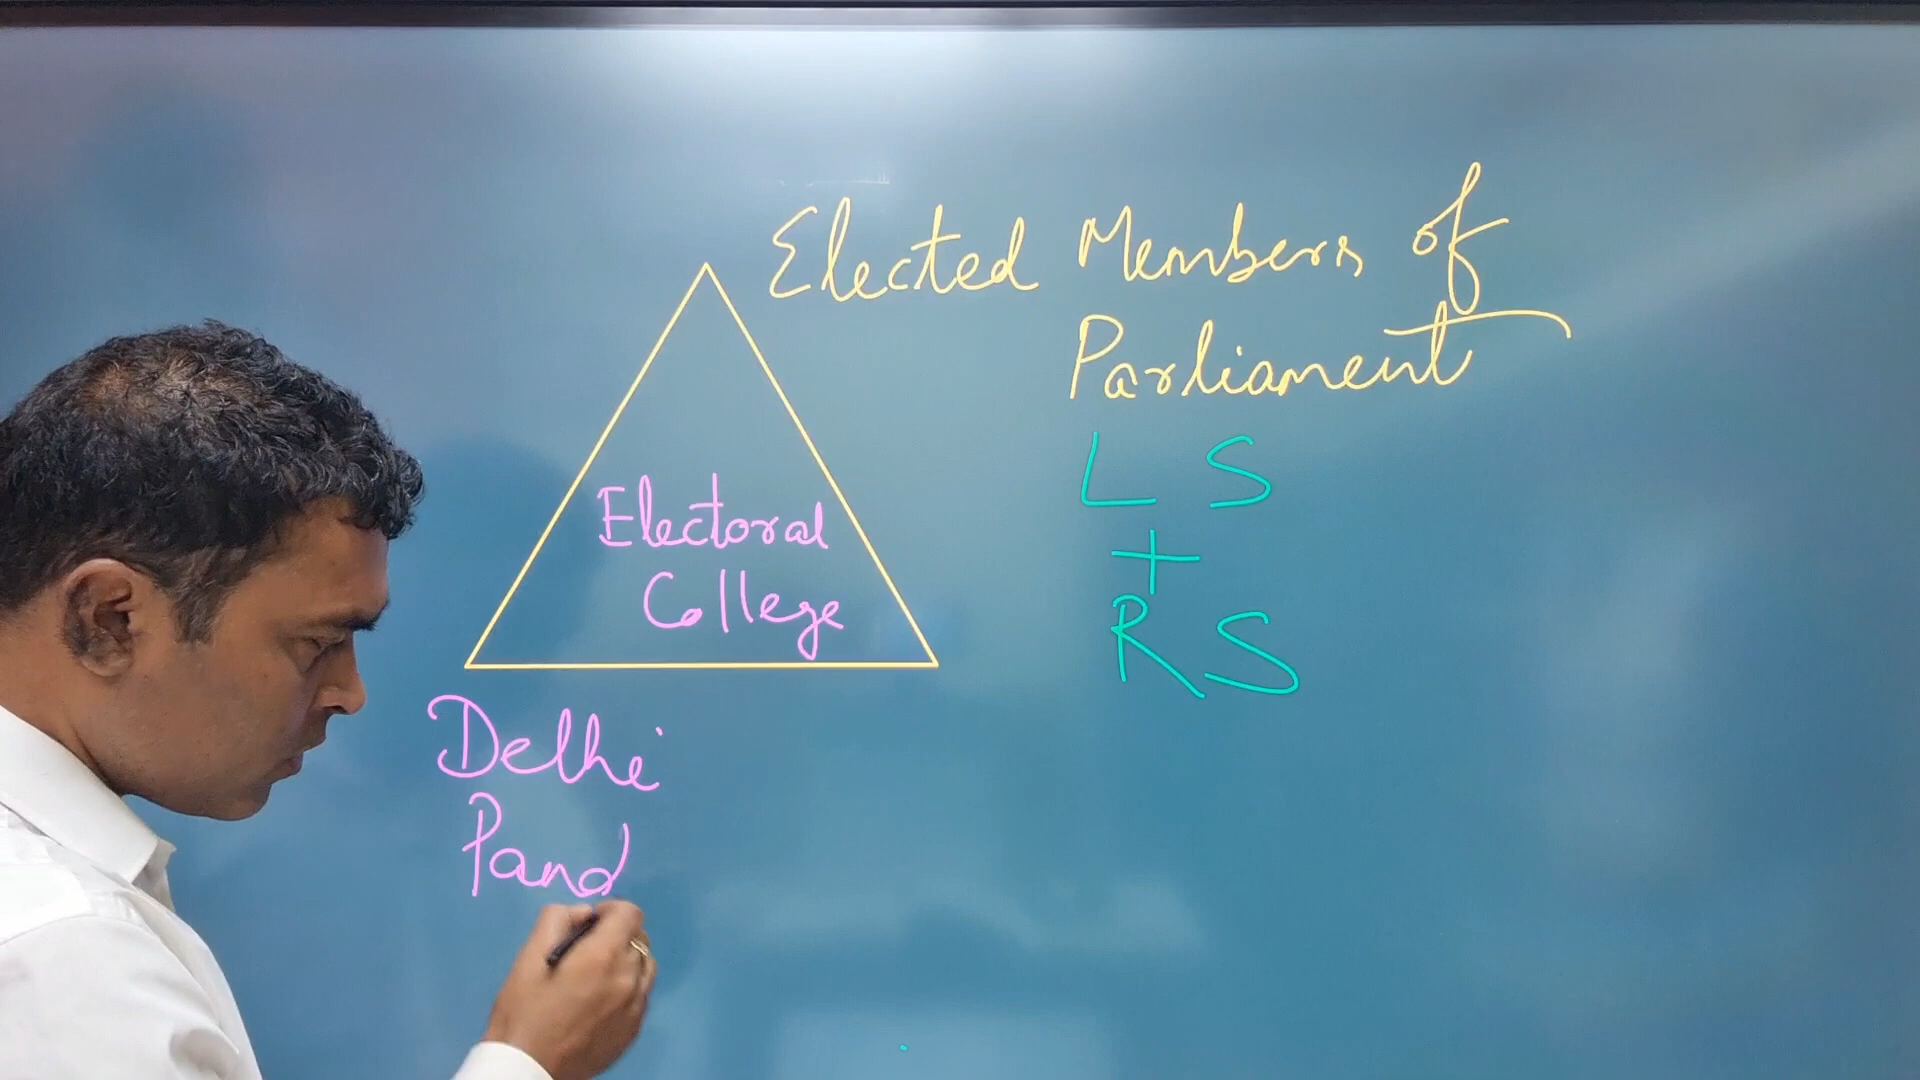 Elected Members of
Parliament
L S
+
R S
Electoral
College
Delhi
Pand